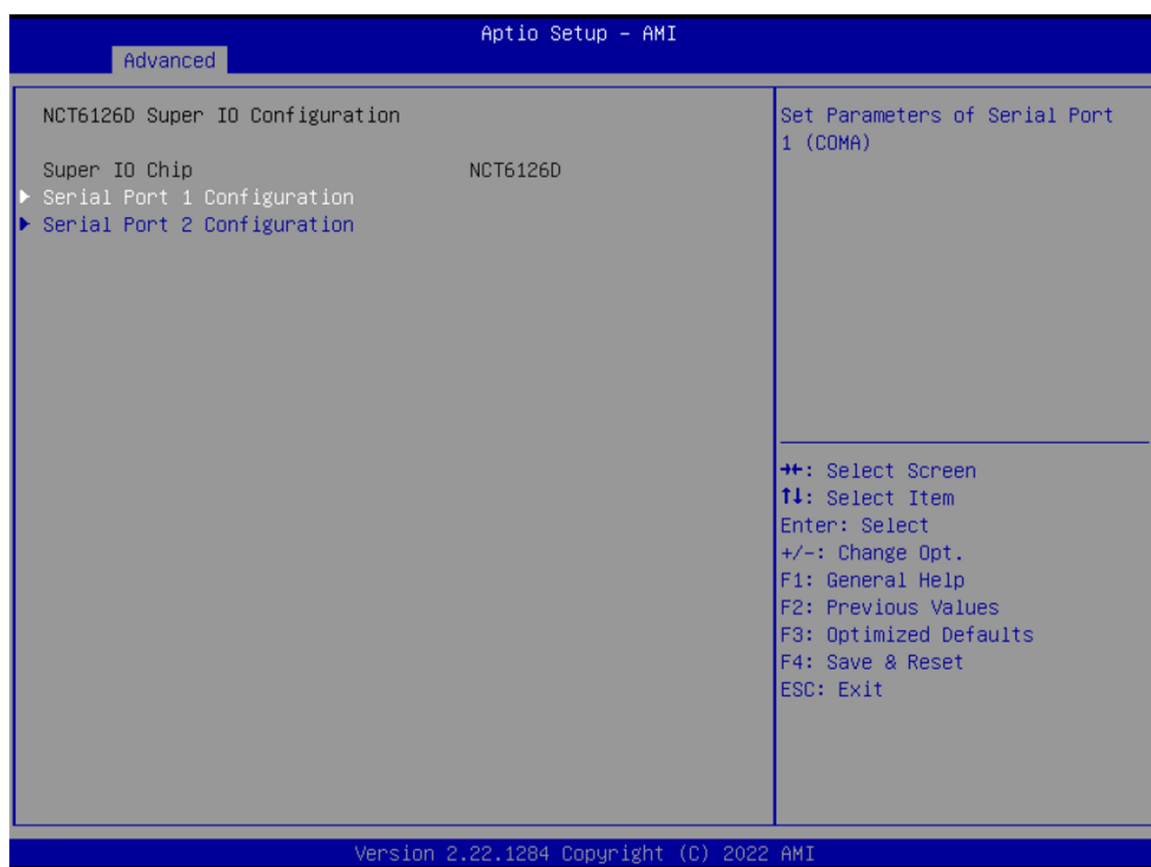 Aptio Setup – AMI
Advanced
NCT6126D Super IO Configuration
Super IO Chip NCT6126D
▶ Serial Port 1 Configuration
▶ Serial Port 2 Configuration
Set Parameters of Serial Port
1 (COMA)
→←: Select Screen
↑↓: Select Item
Enter: Select
+/-: Change Opt.
F1: General Help
F2: Previous Values
F3: Optimized Defaults
F4: Save & Reset
ESC: Exit
Version 2.22.1284 Copyright (C) 2022 AMI